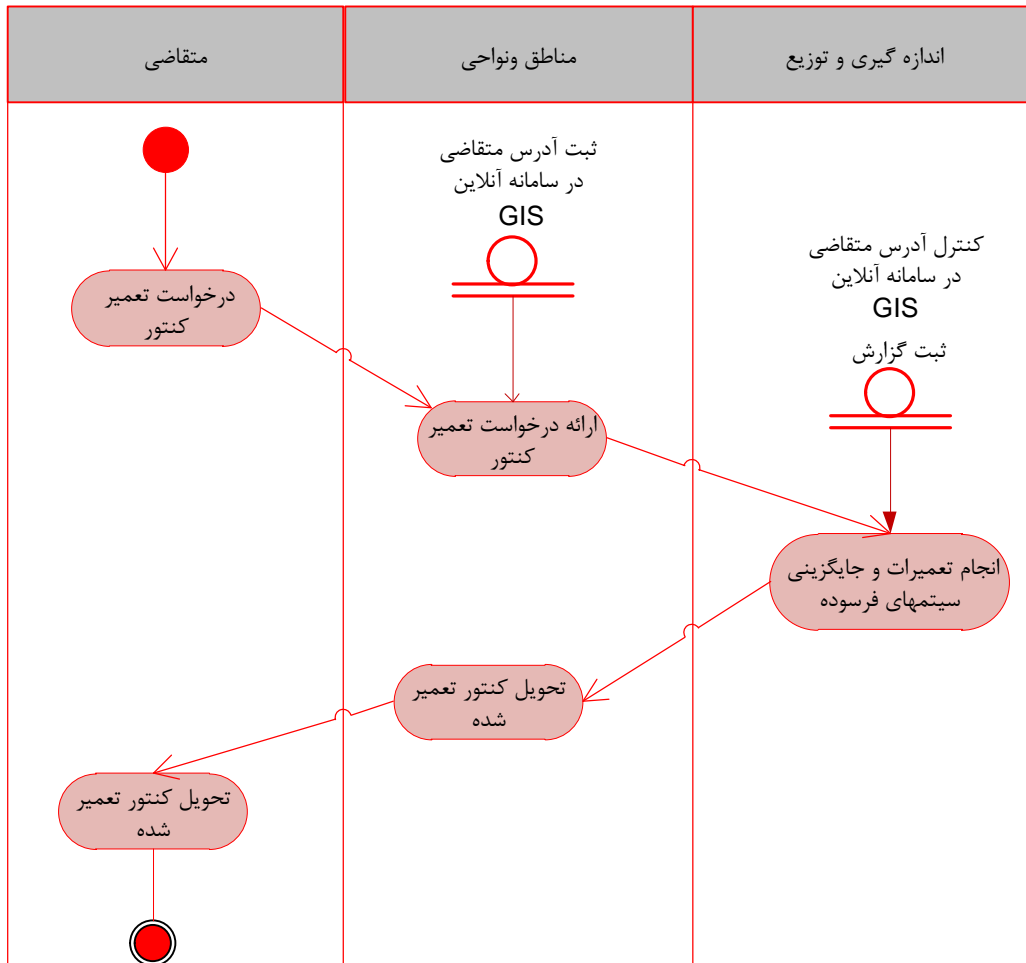 متقاضی
مناطق ونواحی
اندازه گیری و توزیع
ثبت آدرس متقاضی
در سامانه آنلاین
GIS
کنترل آدرس متقاضی
در سامانه آنلاین
GIS
ثبت گزارش
درخواست تعمیر
کنتور
ارائه درخواست تعمیر
کنتور
انجام تعمیرات و جایگزینی
سیتمهای فرسوده
تحویل کنتور تعمیر
شده
تحویل کنتور تعمیر
شده